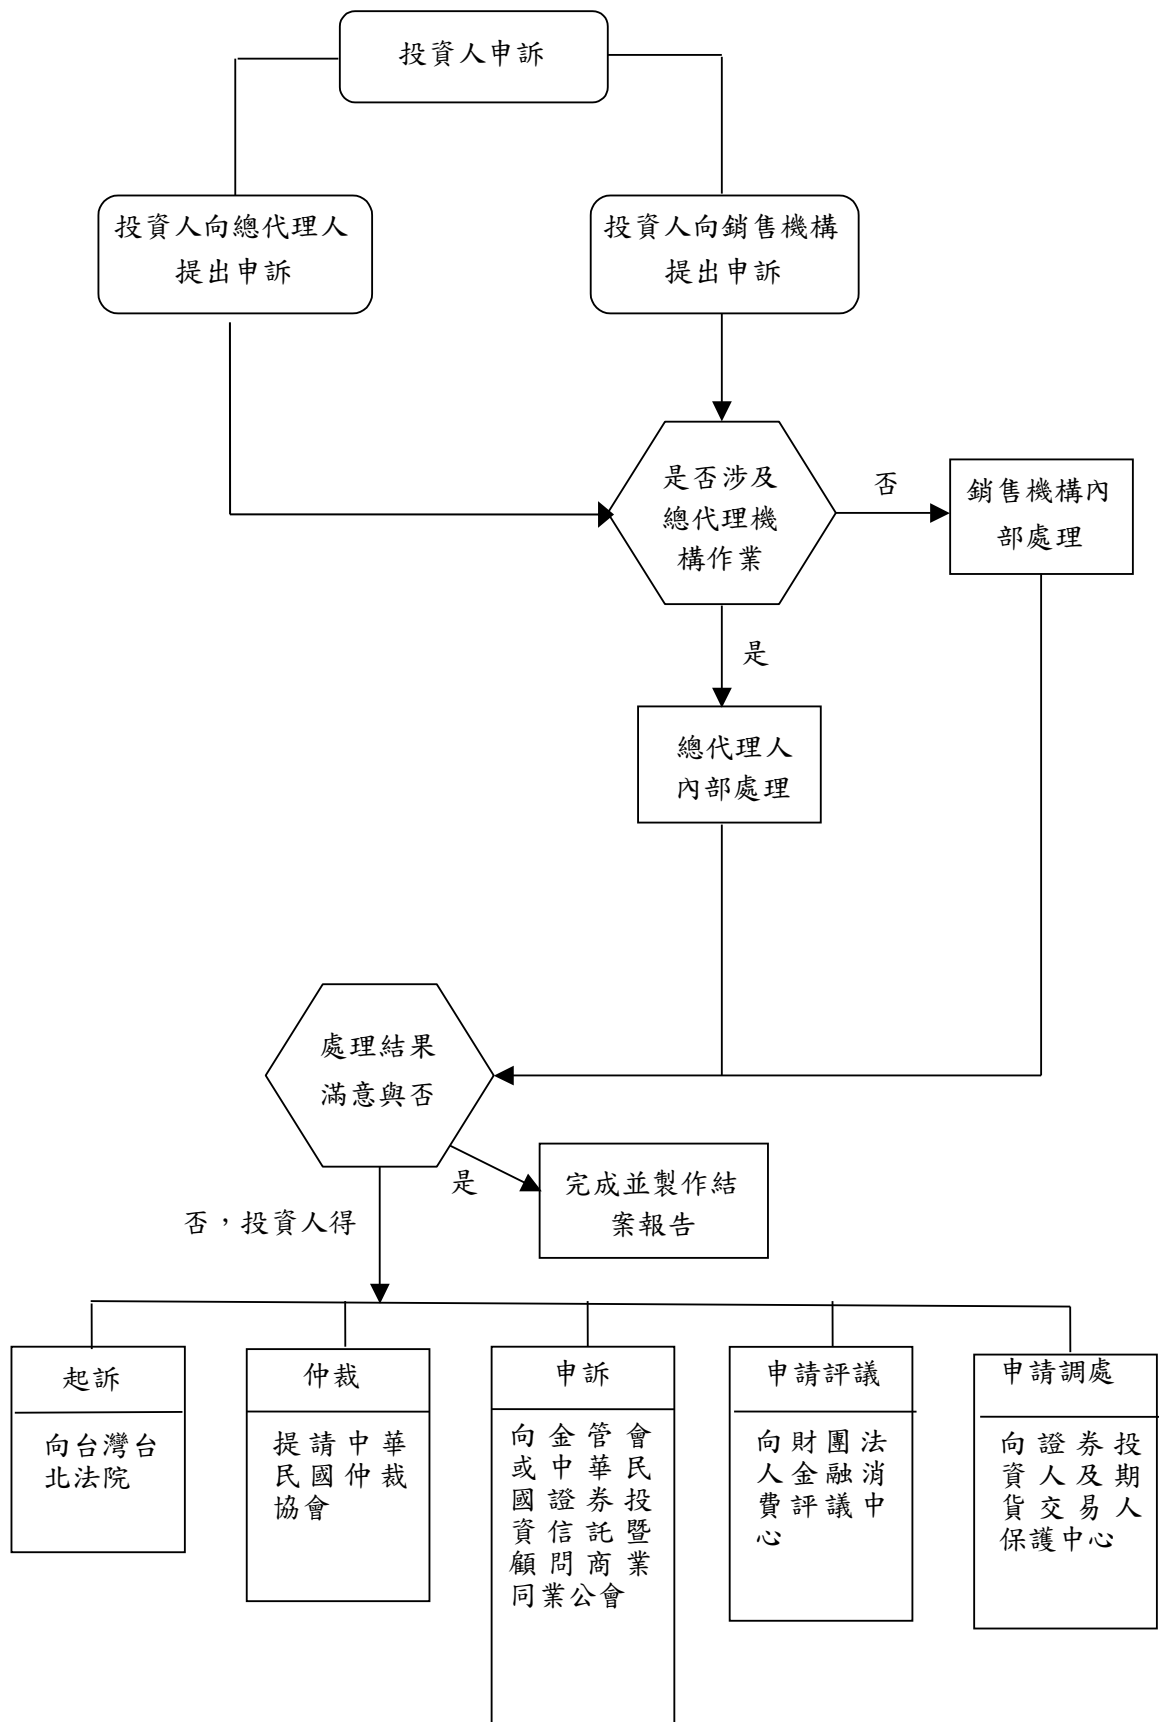 投資人申訴
投資人向總代理人
提出申訴
投資人向銷售機構
提出申訴
是否涉及
總代理機
構作業
否
銷售機構內
部處理
是
總代理人
內部處理
處理結果
滿意與否
是
完成並製作結
案報告
否，投資人得
起訴
向台灣台
北法院
仲裁
提請中華
民國仲裁
協會
申訴
向金管會
或中華民
國證券投
資信託暨
顧問商業
同業公會
申請評議
向財團法
人金融消
費評議中
心
申請調處
向證券投
資人及期
貨交易人
保護中心